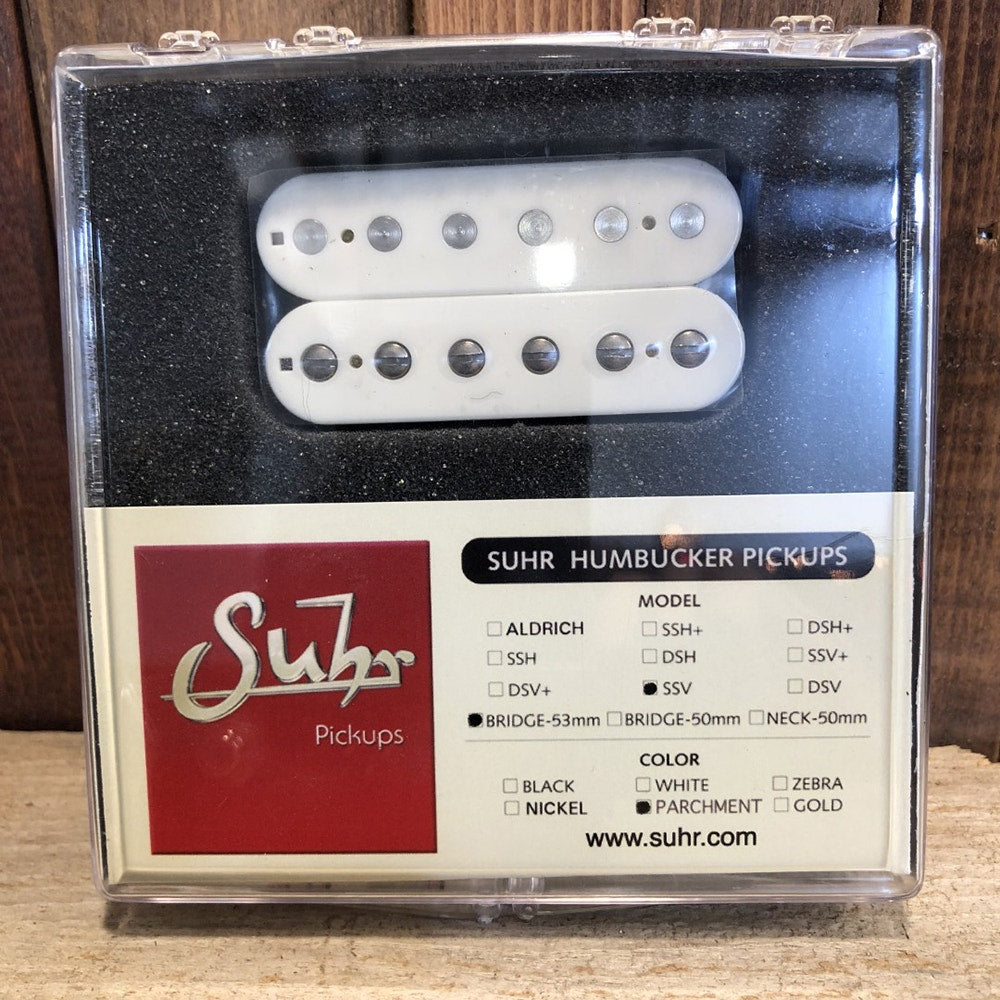 Suhr
Pickups
SUHR HUMBUCKER PICKUPS
MODEL
ALDRICH SSH+ DSH+
SSH DSH SSV+
DSV+ SSV DSV
BRIDGE-53mm BRIDGE-50mm NECK-50mm
COLOR
BLACK WHITE ZEBRA
NICKEL PARCHMENT GOLD
www.suhr.com